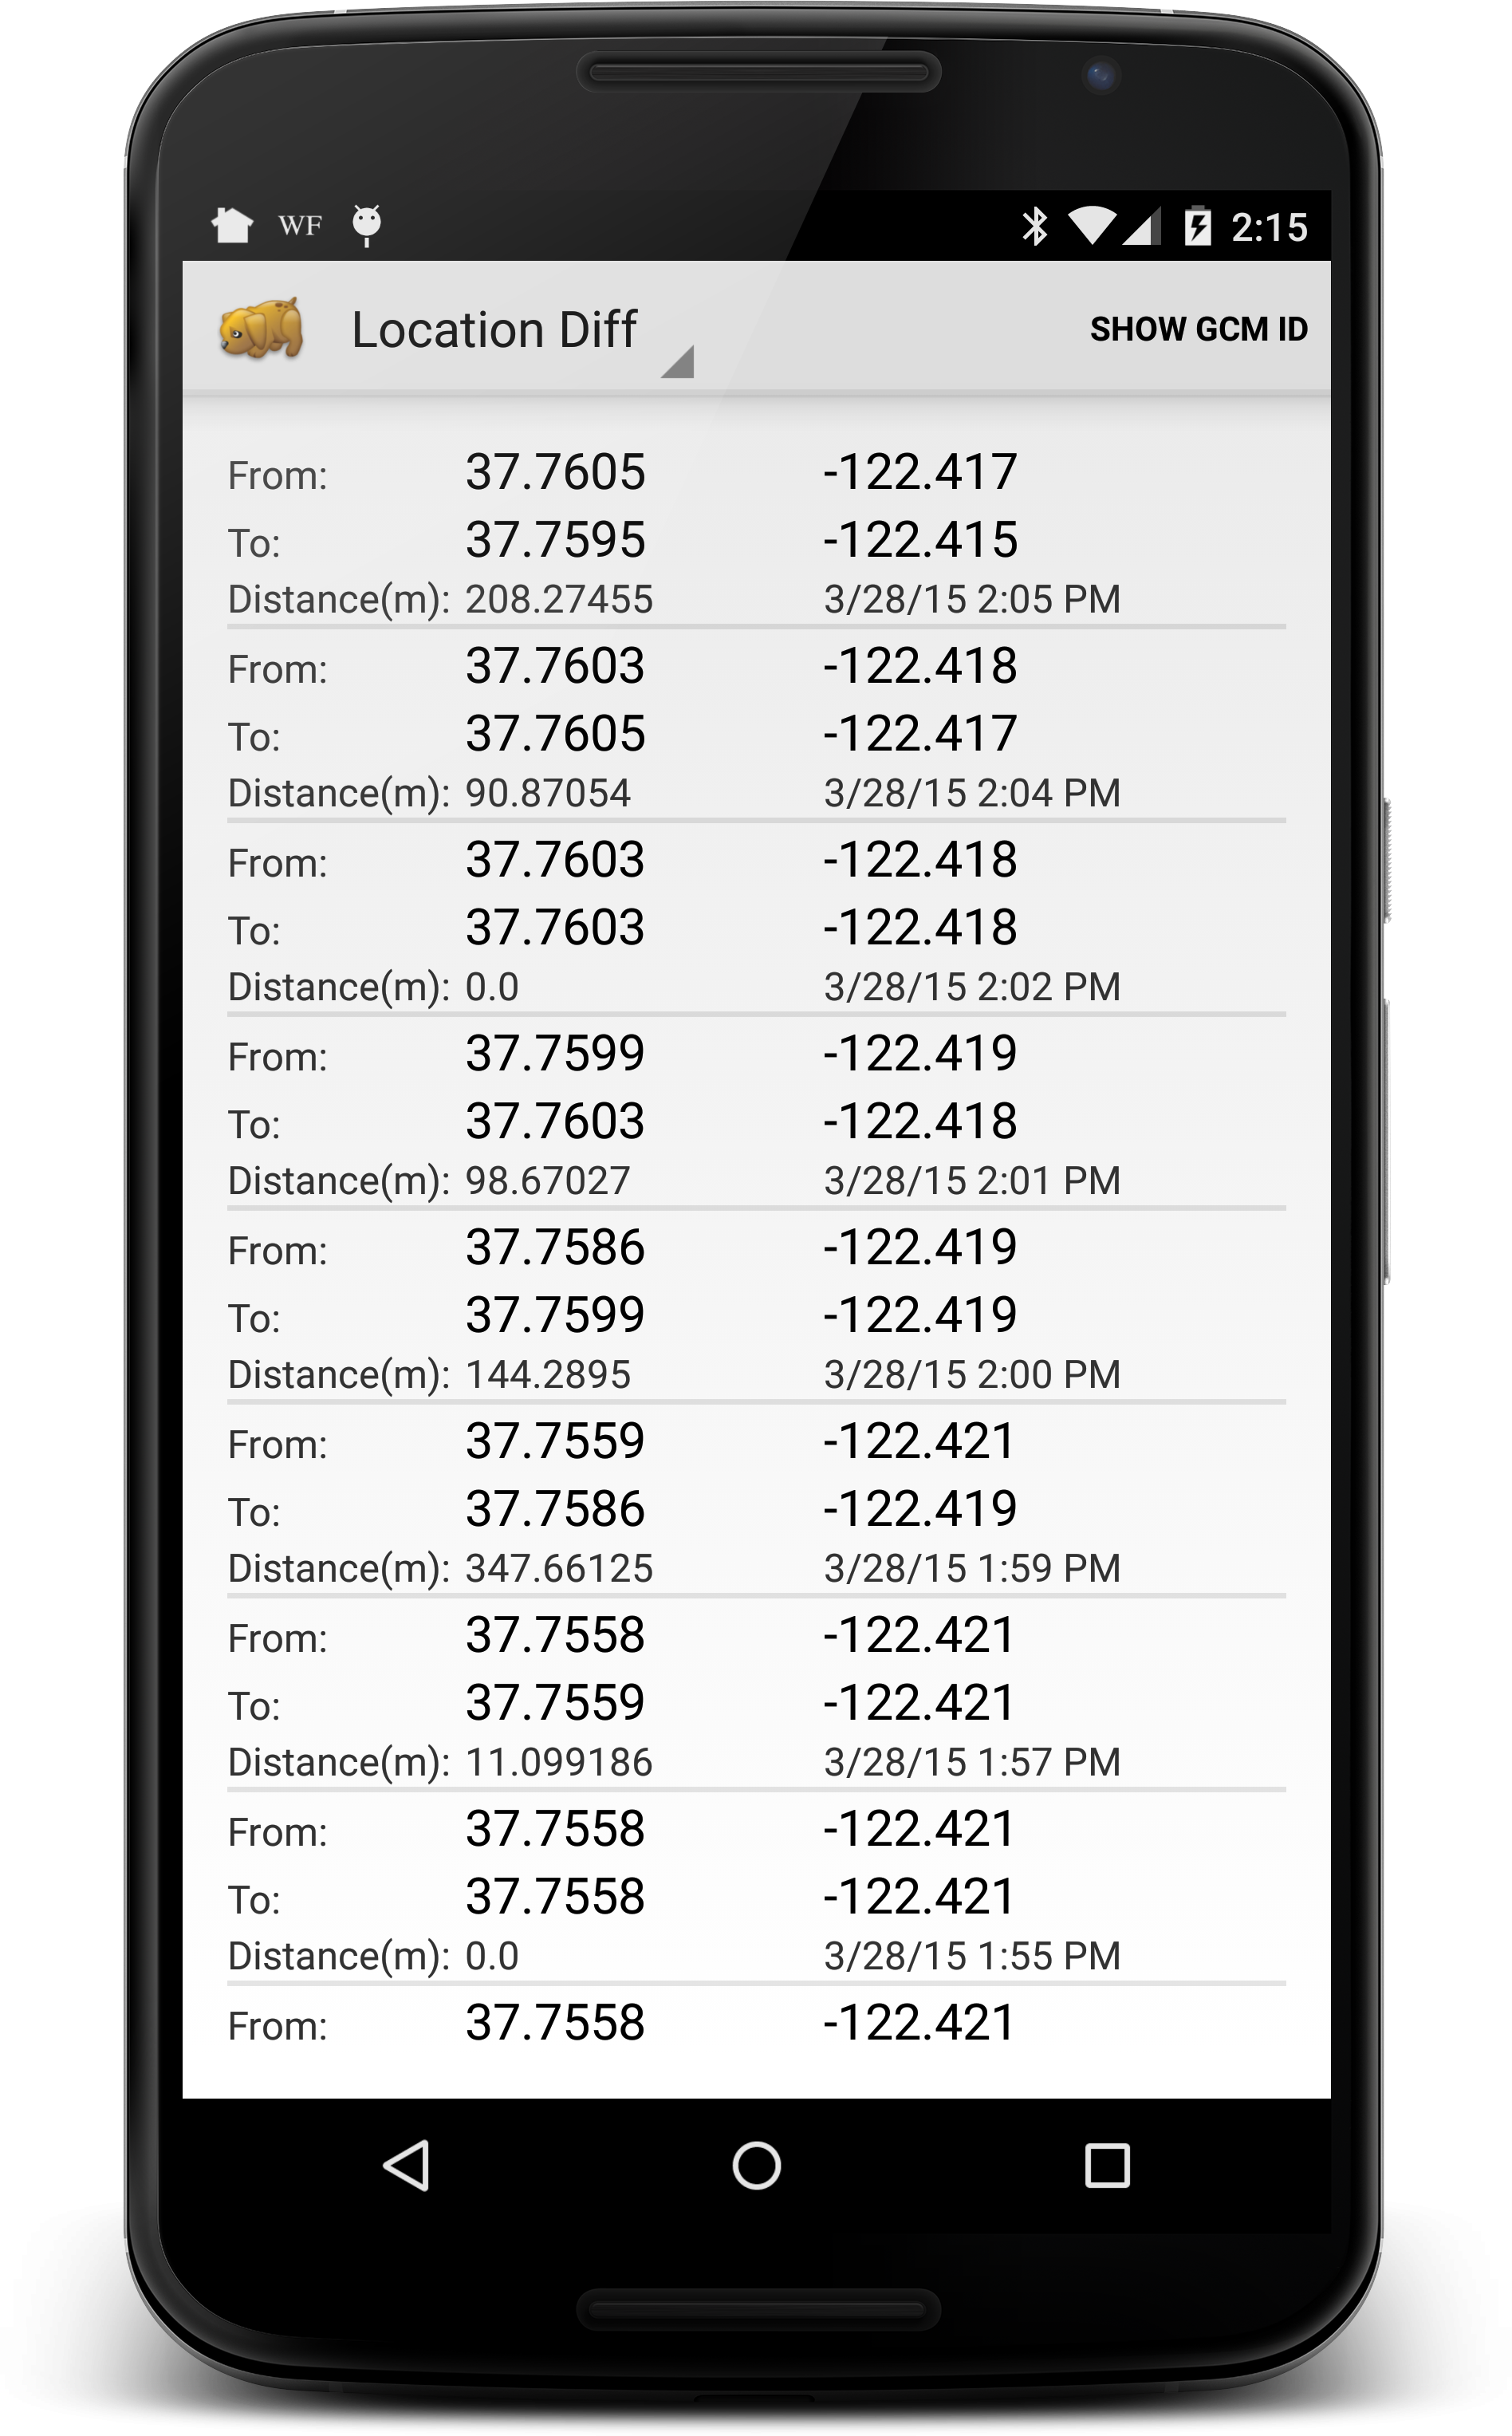 WF 2:15
Location Diff SHOW GCM ID
From: 37.7605 -122.417
To: 37.7595 -122.415
Distance(m): 208.27455 3/28/15 2:05 PM
From: 37.7603 -122.418
To: 37.7605 -122.417
Distance(m): 90.87054 3/28/15 2:04 PM
From: 37.7603 -122.418
To: 37.7603 -122.418
Distance(m): 0.0 3/28/15 2:02 PM
From: 37.7599 -122.419
To: 37.7603 -122.418
Distance(m): 98.67027 3/28/15 2:01 PM
From: 37.7586 -122.419
To: 37.7599 -122.419
Distance(m): 144.2895 3/28/15 2:00 PM
From: 37.7559 -122.421
To: 37.7586 -122.419
Distance(m): 347.66125 3/28/15 1:59 PM
From: 37.7558 -122.421
To: 37.7559 -122.421
Distance(m): 11.099186 3/28/15 1:57 PM
From: 37.7558 -122.421
To: 37.7558 -122.421
Distance(m): 0.0 3/28/15 1:55 PM
From: 37.7558 -122.421